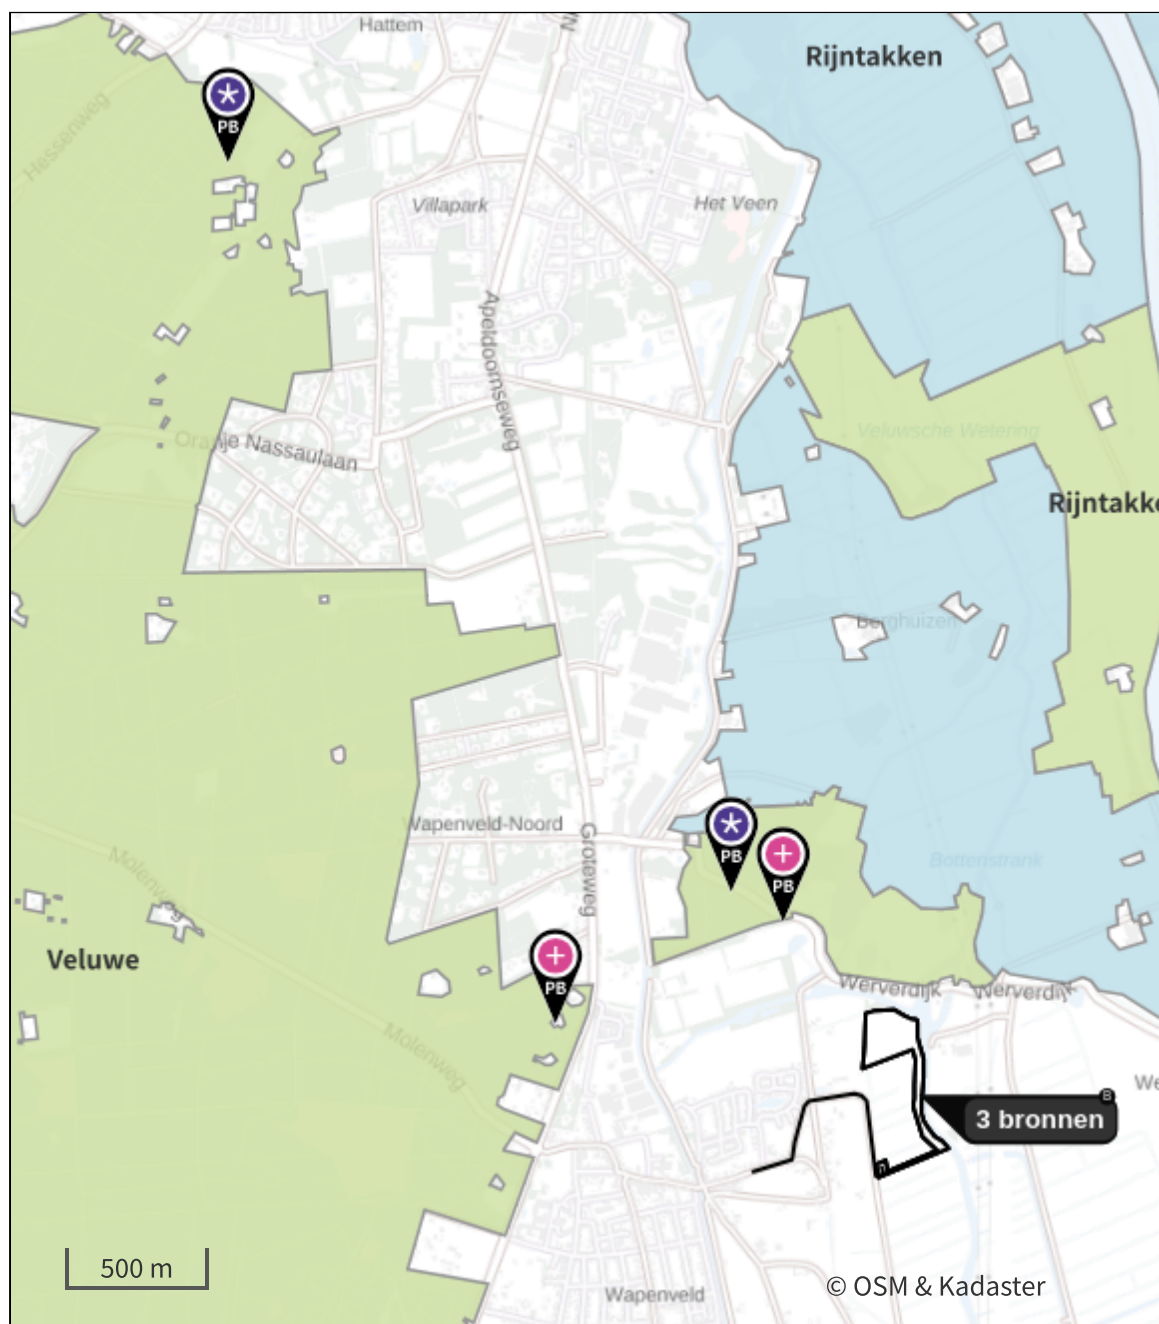 Hattem
N
Rijntakken
Hassenweg
PB
Villapark
Het Veen
Apeldoornseweg
Oranje Nassaulaan
Veluwsche Wetering
Rijntakke
Berghuizen
Wapenveld-Noord
Groteweg
PB
PB
Bottenstrank
Molenweg
Veluwe
PB
Werverdijk
Werverdijk
Molenweg
We
B
3 bronnen
500 m
Wapenveld
© OSM & Kadaster